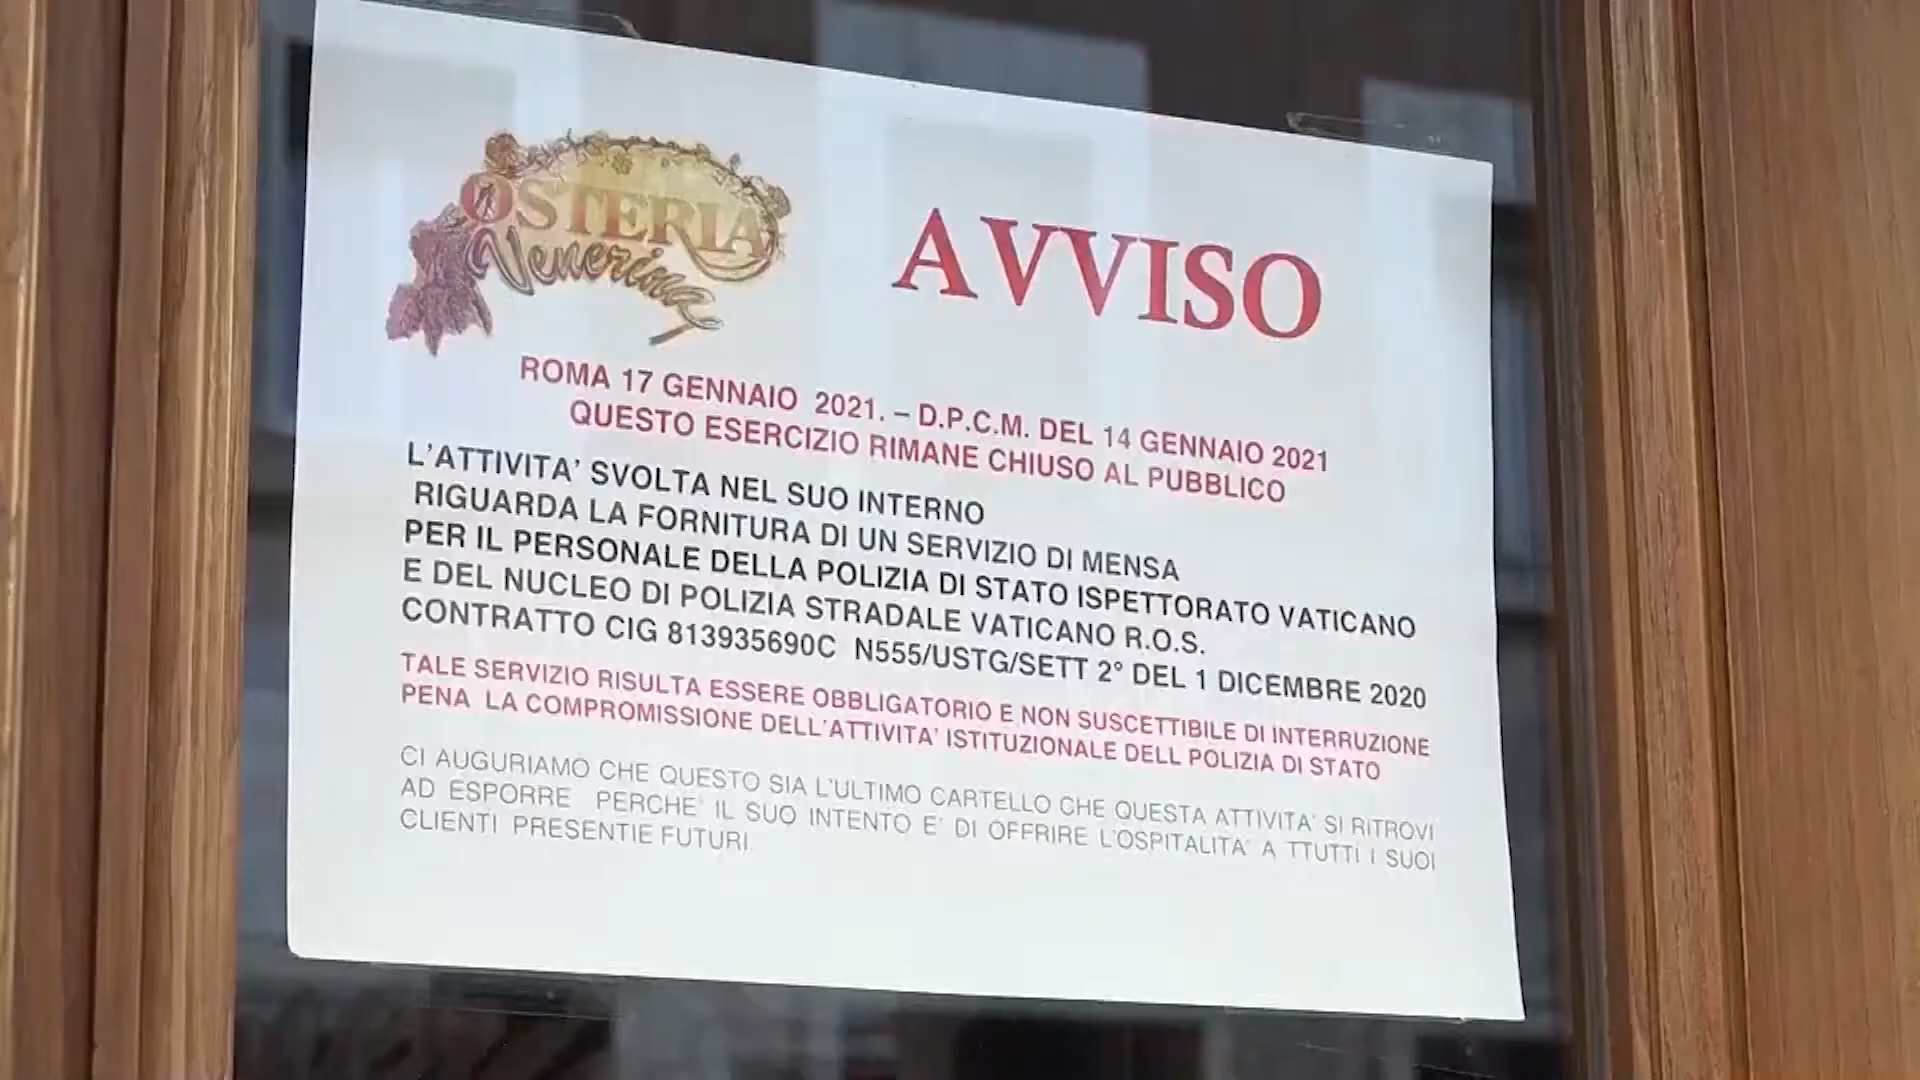 OSTERIA
Venerina
AVVISO
ROMA 17 GENNAIO 2021. – D.P.C.M. DEL 14 GENNAIO 2021
QUESTO ESERCIZIO RIMANE CHIUSO AL PUBBLICO
L'ATTIVITA' SVOLTA NEL SUO INTERNO
RIGUARDA LA FORNITURA DI UN SERVIZIO DI MENSA
PER IL PERSONALE DELLA POLIZIA DI STATO ISPETTORATO VATICANO
E DEL NUCLEO DI POLIZIA STRADALE VATICANO R.O.S.
CONTRATTO CIG 813935690C N555/USTG/SETT 2° DEL 1 DICEMBRE 2020
TALE SERVIZIO RISULTA ESSERE OBBLIGATORIO E NON SUSCETTIBILE DI INTERRUZIONE
PENA LA COMPROMISSIONE DELL'ATTIVITA' ISTITUZIONALE DELL POLIZIA DI STATO
CI AUGURIAMO CHE QUESTO SIA L'ULTIMO CARTELLO CHE QUESTA ATTIVITA' SI RITROVI
AD ESPORRE PERCHE' IL SUO INTENTO E' DI OFFRIRE L'OSPITALITA' A TTUTTI I SUOI
CLIENTI PRESENTIE FUTURI.